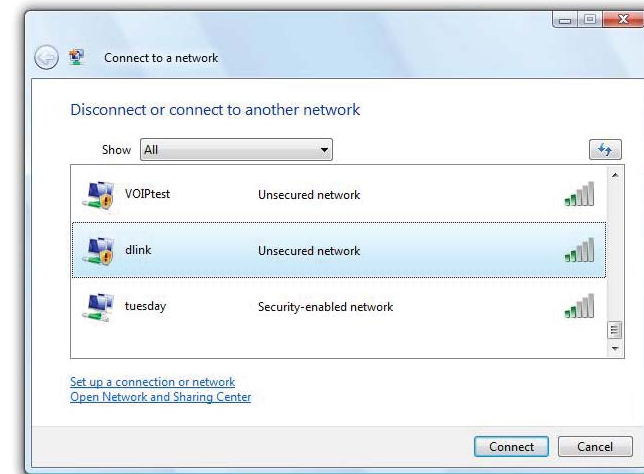 Connect to a network
Disconnect or connect to another network
Show All
VOIPtest Unsecured network
dlink Unsecured network
tuesday Security-enabled network
Set up a connection or network
Open Network and Sharing Center
Connect Cancel